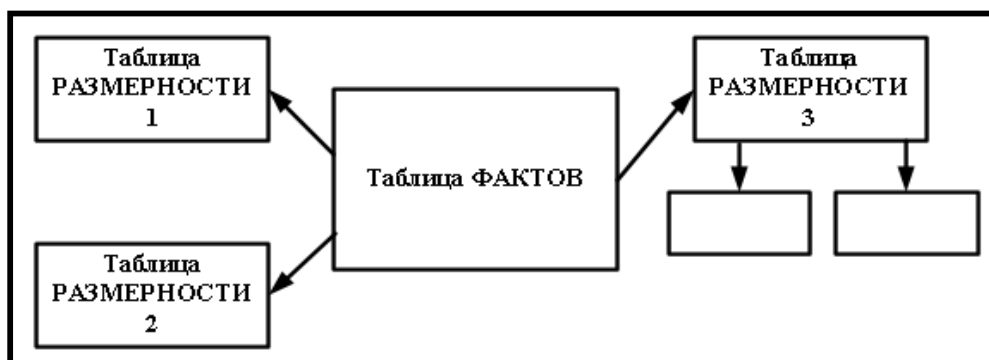 Таблица
РАЗМЕРНОСТИ
1
Таблица ФАКТОВ
Таблица
РАЗМЕРНОСТИ
3
Таблица
РАЗМЕРНОСТИ
2